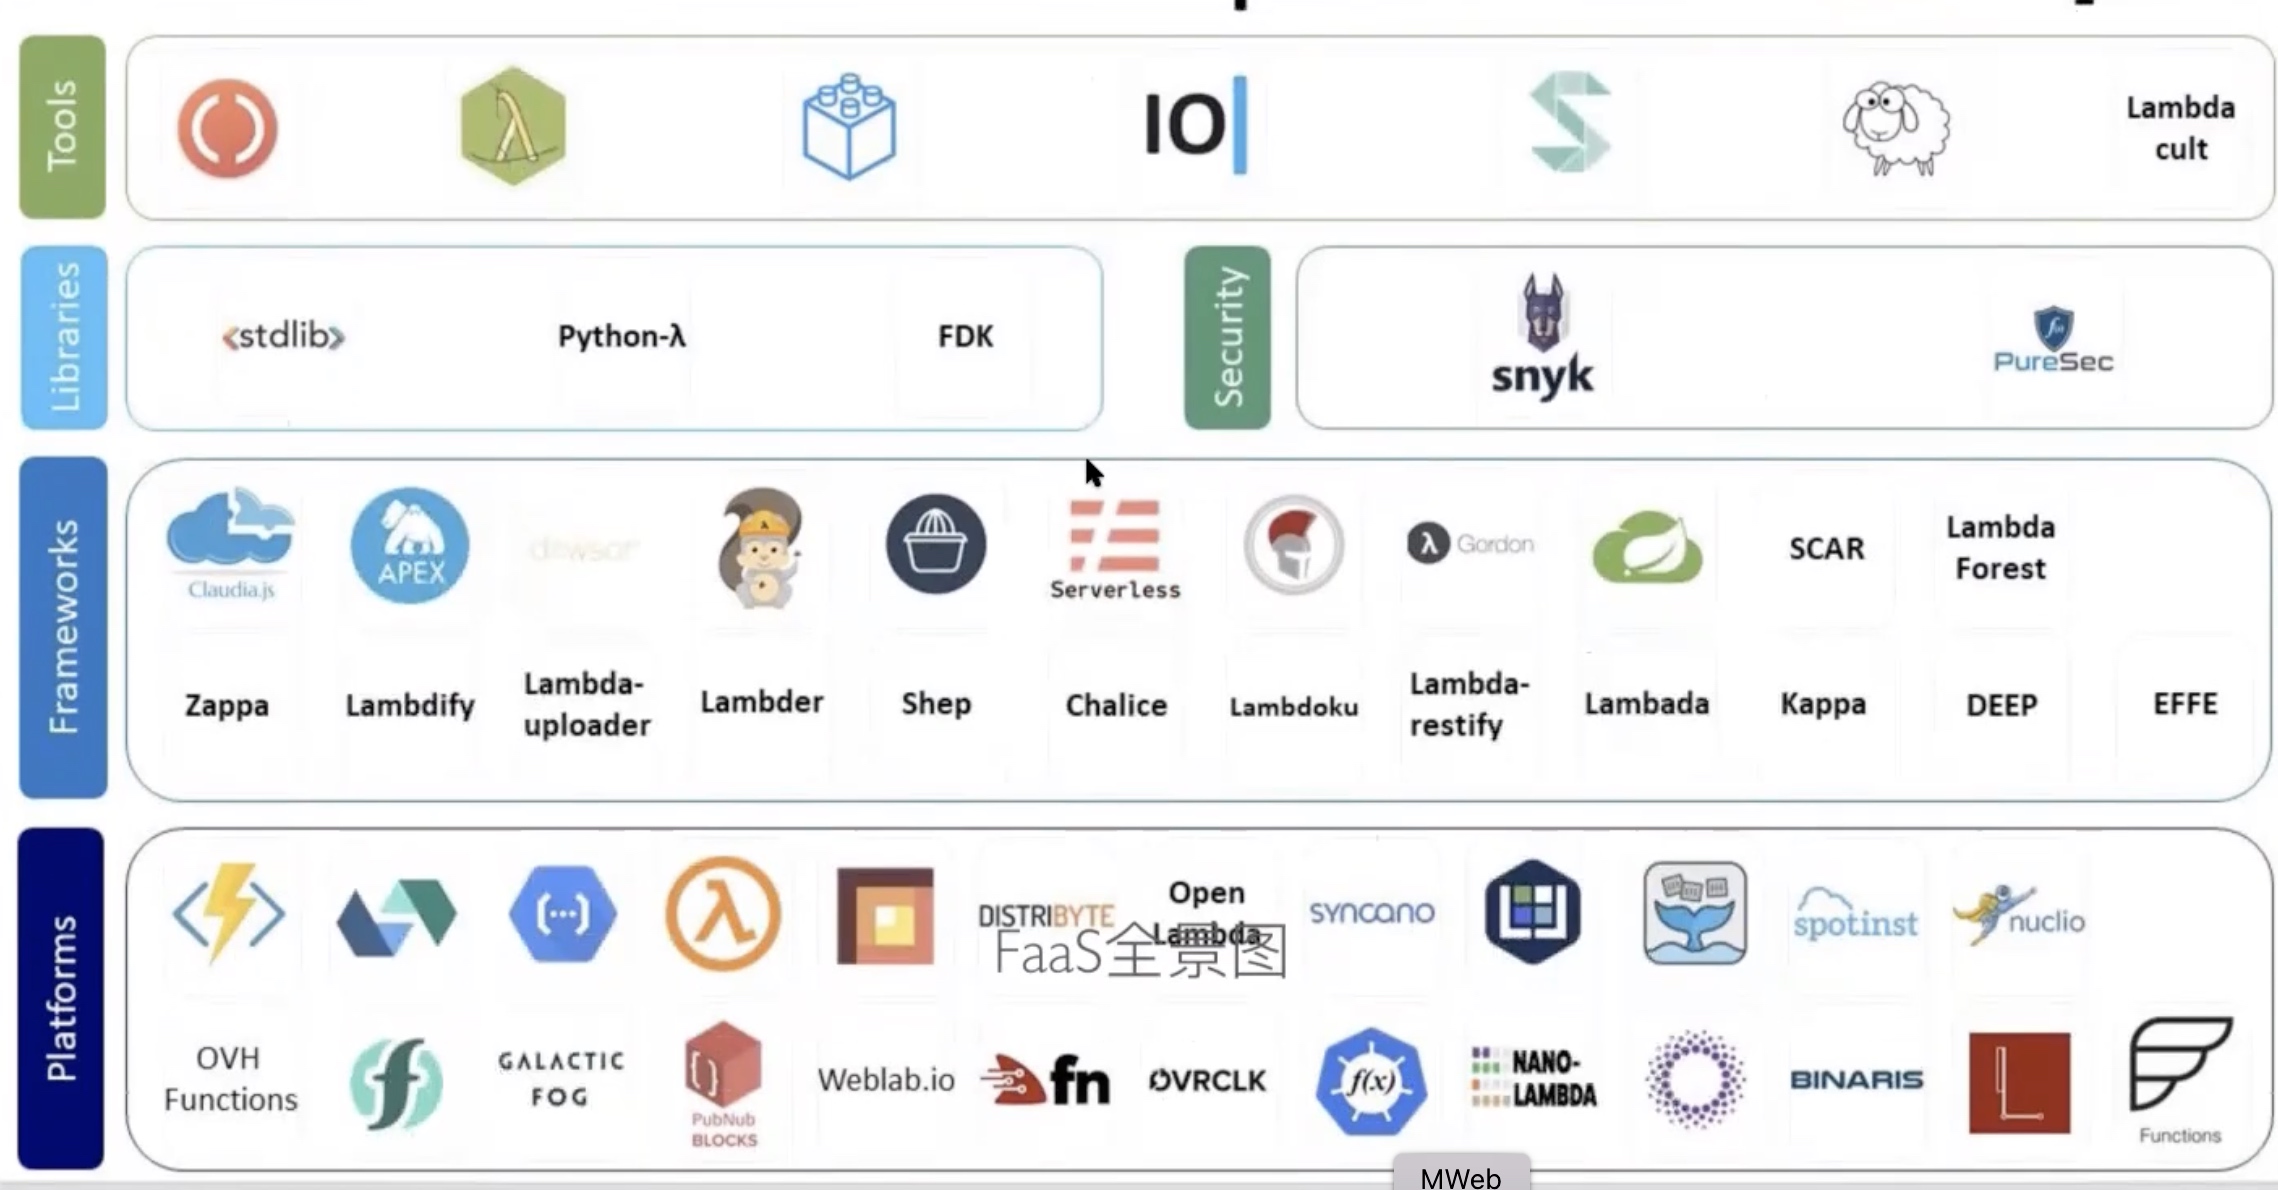 Tools
IO
Lambda
cult
Libraries
<stdlib>
Python-λ
FDK
Security
snyk
PureSec
Frameworks
Claudia.js
APEX
dawson
Serverless
λ Gordon
SCAR
Lambda
Forest
Zappa
Lambdify
Lambda-
uploader
Lambder
Shep
Chalice
Lambdoku
Lambda-
restify
Lambada
Kappa
DEEP
EFFE
Platforms
λ
DISTRIBYTE
Open
Lambda
syncano
spotinst
nuclio
FaaS全景图
OVH
Functions
GALACTIC
FOG
PubNub
BLOCKS
Weblab.io
fn
ØVRCLK
f(x)
NANO-
LAMBDA
BINARIS
Functions
MWeb